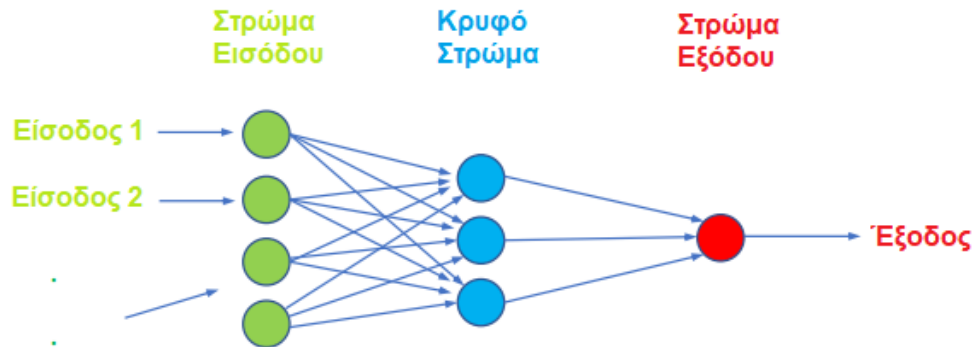 Στρώμα
Εισόδου
Κρυφό
Στρώμα
Στρώμα
Εξόδου
Είσοδος 1
Είσοδος 2
.
.
Έξοδος